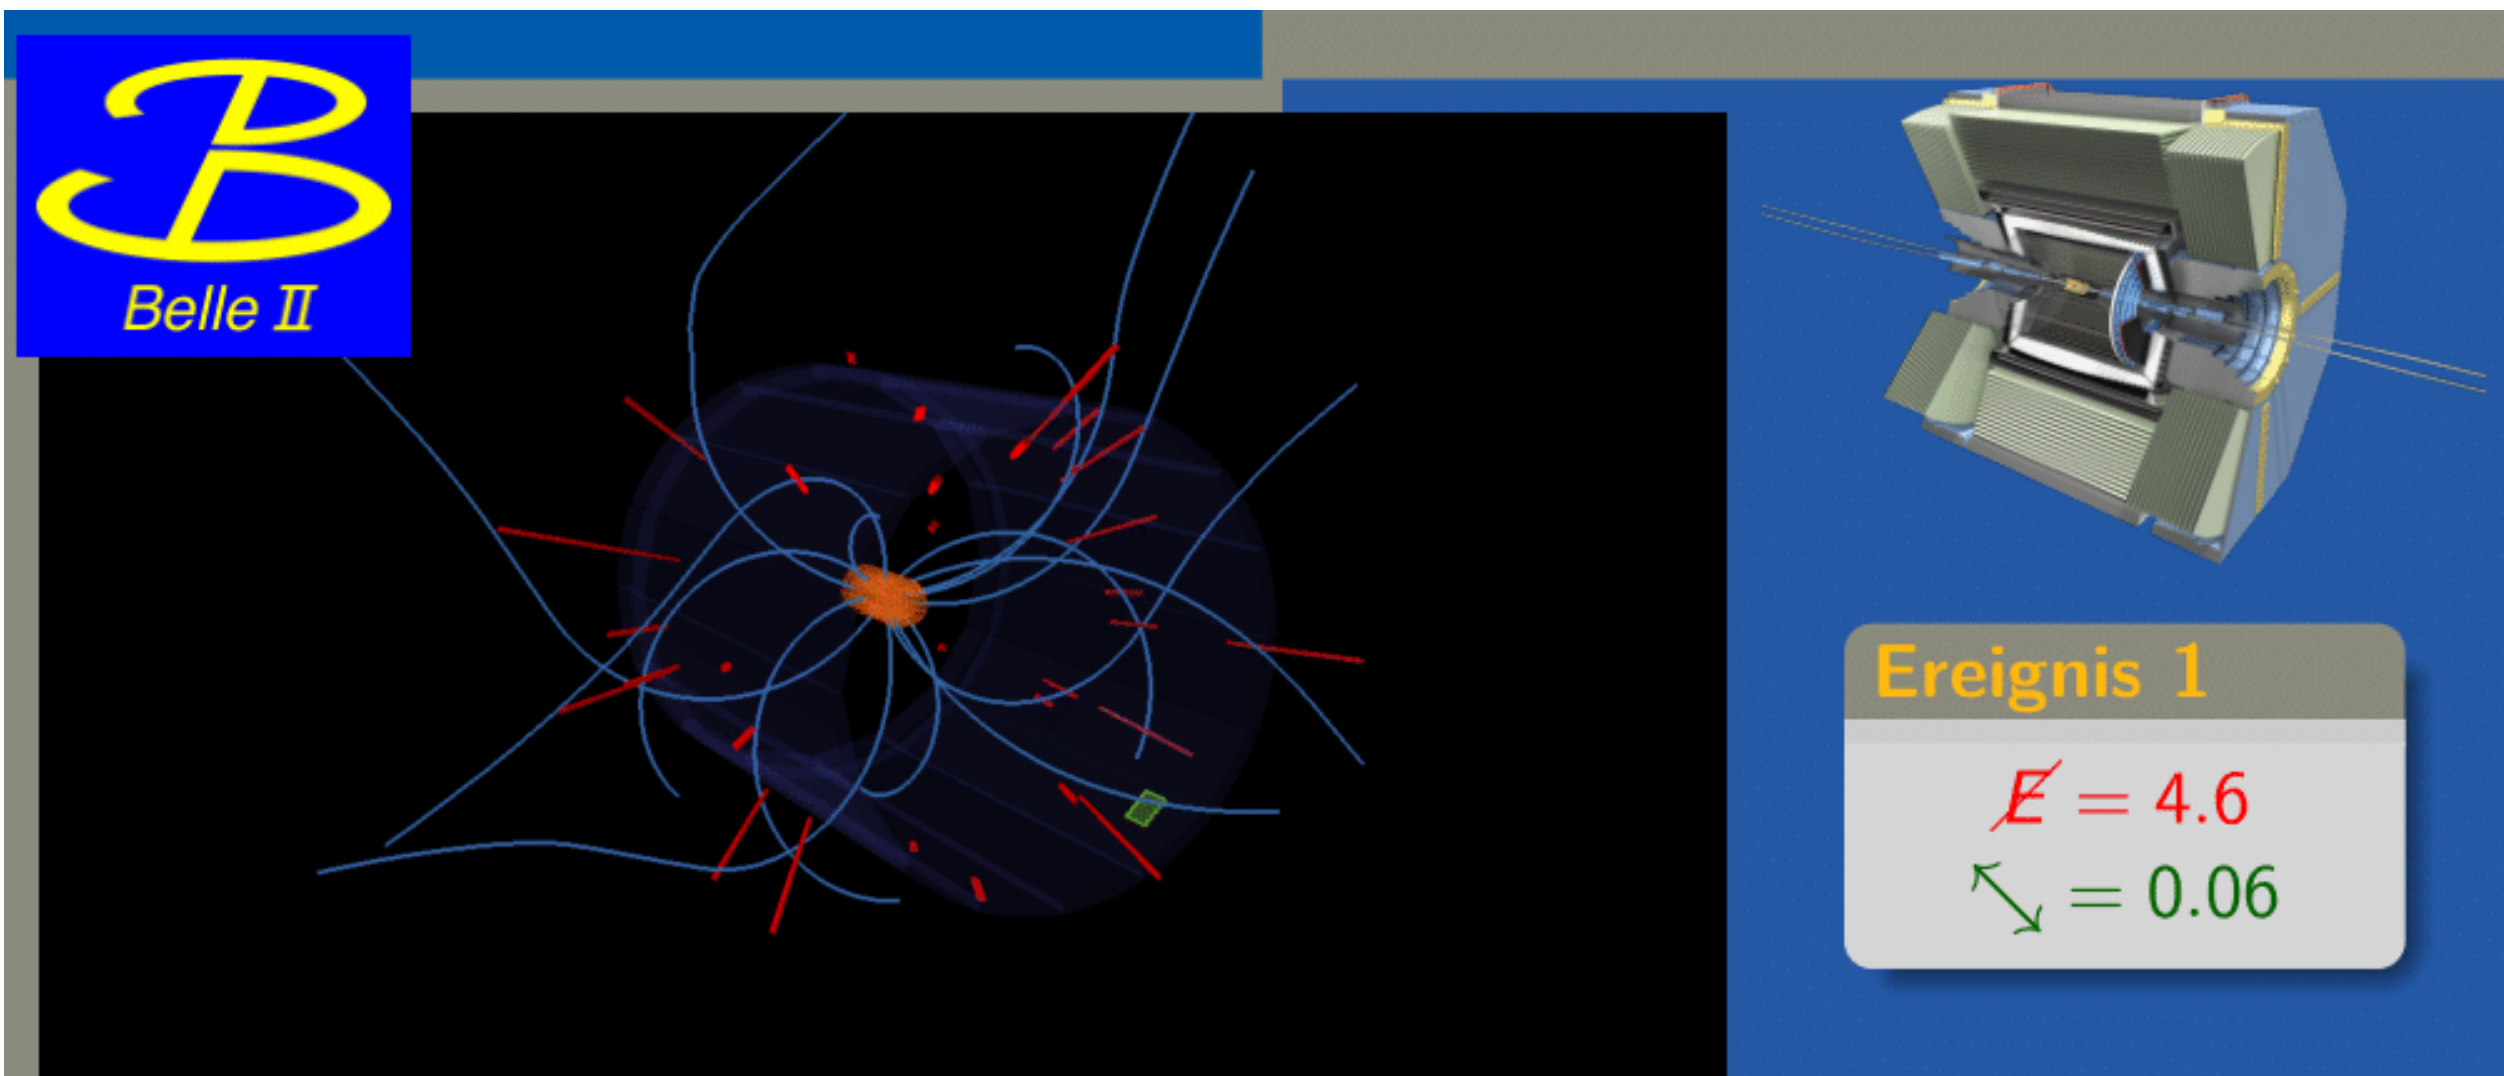 Belle II
Ereignis 1
E̸ = 4.6
⤡ = 0.06